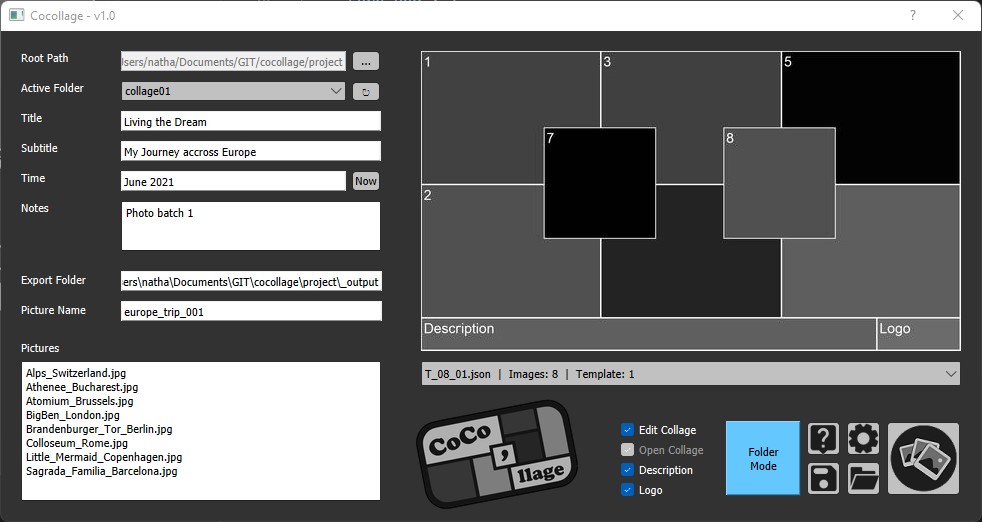 Cocollage - v1.0
?
Root Path
Jsers/natha/Documents/GIT/cocollage/project
...
Active Folder
collage01
Title
Living the Dream
Subtitle
My Journey accross Europe
Time
June 2021
Now
Notes
Photo batch 1
Export Folder
ers\natha\Documents\GIT\cocollage\project\_output
Picture Name
europe_trip_001
Pictures
Alps_Switzerland.jpg
Athenee_Bucharest.jpg
Atomium_Brussels.jpg
BigBen_London.jpg
Brandenburger_Tor_Berlin.jpg
Colloseum_Rome.jpg
Little_Mermaid_Copenhagen.jpg
Sagrada_Familia_Barcelona.jpg
1
3
5
7
8
2
Description
Logo
T_08_01.json | Images: 8 | Template: 1
CoCo
,
llage
Edit Collage
Open Collage
Description
Logo
Folder
Mode
?